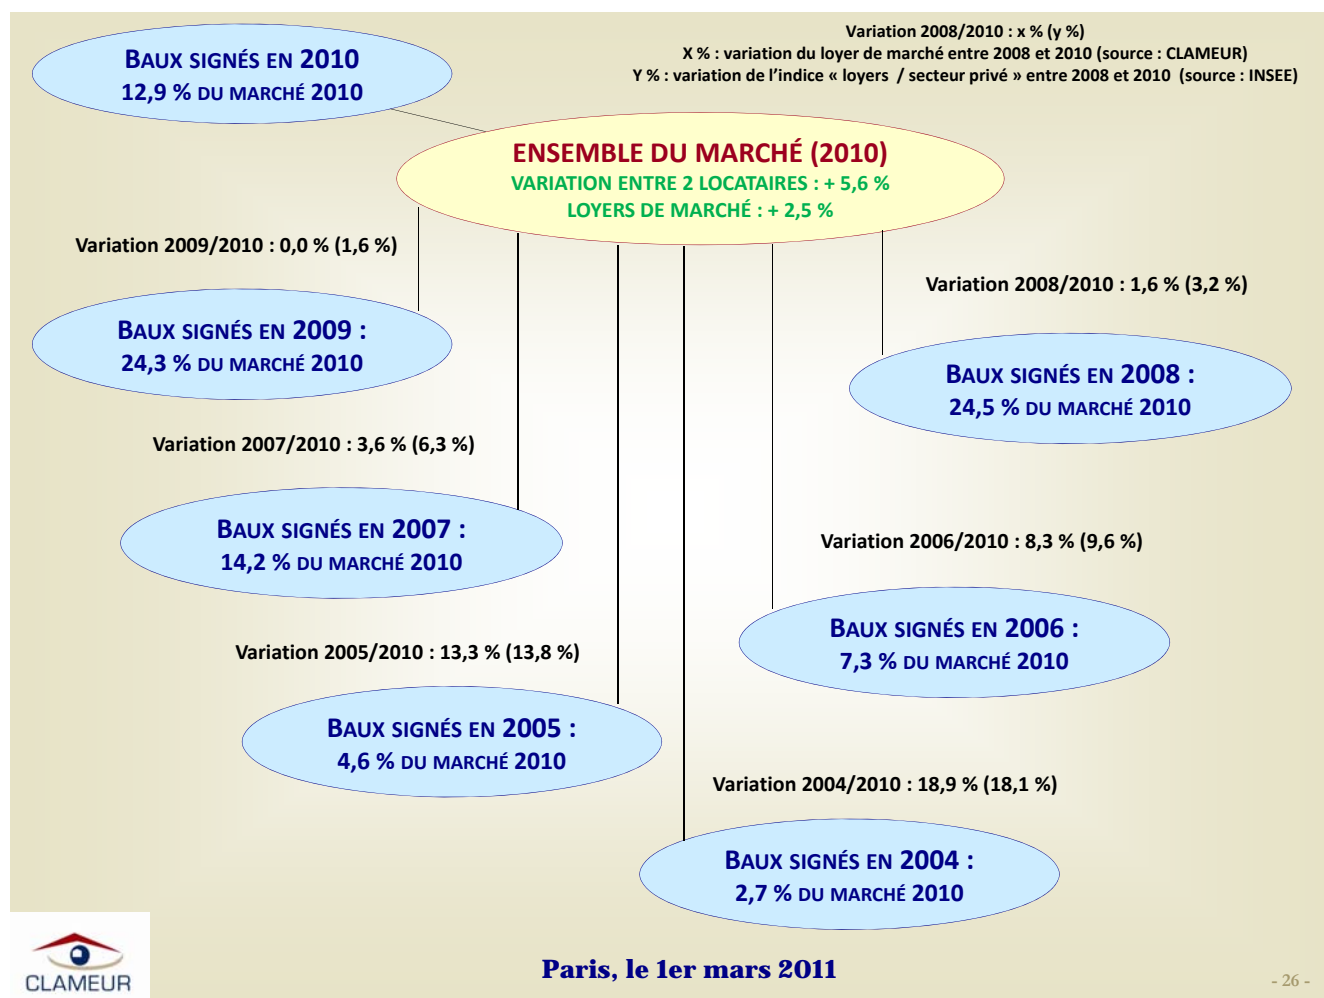 Variation 2008/2010 : x % (y %)
X % : variation du loyer de marché entre 2008 et 2010 (source : CLAMEUR)
Y % : variation de l’indice « loyers / secteur privé » entre 2008 et 2010 (source : INSEE)
BAUX SIGNÉS EN 2010
12,9 % DU MARCHÉ 2010
ENSEMBLE DU MARCHÉ (2010)
VARIATION ENTRE 2 LOCATAIRES : + 5,6 %
LOYERS DE MARCHÉ : + 2,5 %
Variation 2009/2010 : 0,0 % (1,6 %)
BAUX SIGNÉS EN 2009 :
24,3 % DU MARCHÉ 2010
Variation 2008/2010 : 1,6 % (3,2 %)
BAUX SIGNÉS EN 2008 :
24,5 % DU MARCHÉ 2010
Variation 2007/2010 : 3,6 % (6,3 %)
BAUX SIGNÉS EN 2007 :
14,2 % DU MARCHÉ 2010
Variation 2006/2010 : 8,3 % (9,6 %)
BAUX SIGNÉS EN 2006 :
7,3 % DU MARCHÉ 2010
Variation 2005/2010 : 13,3 % (13,8 %)
BAUX SIGNÉS EN 2005 :
4,6 % DU MARCHÉ 2010
Variation 2004/2010 : 18,9 % (18,1 %)
BAUX SIGNÉS EN 2004 :
2,7 % DU MARCHÉ 2010
CLAMEUR
Paris, le 1er mars 2011
- 26 -